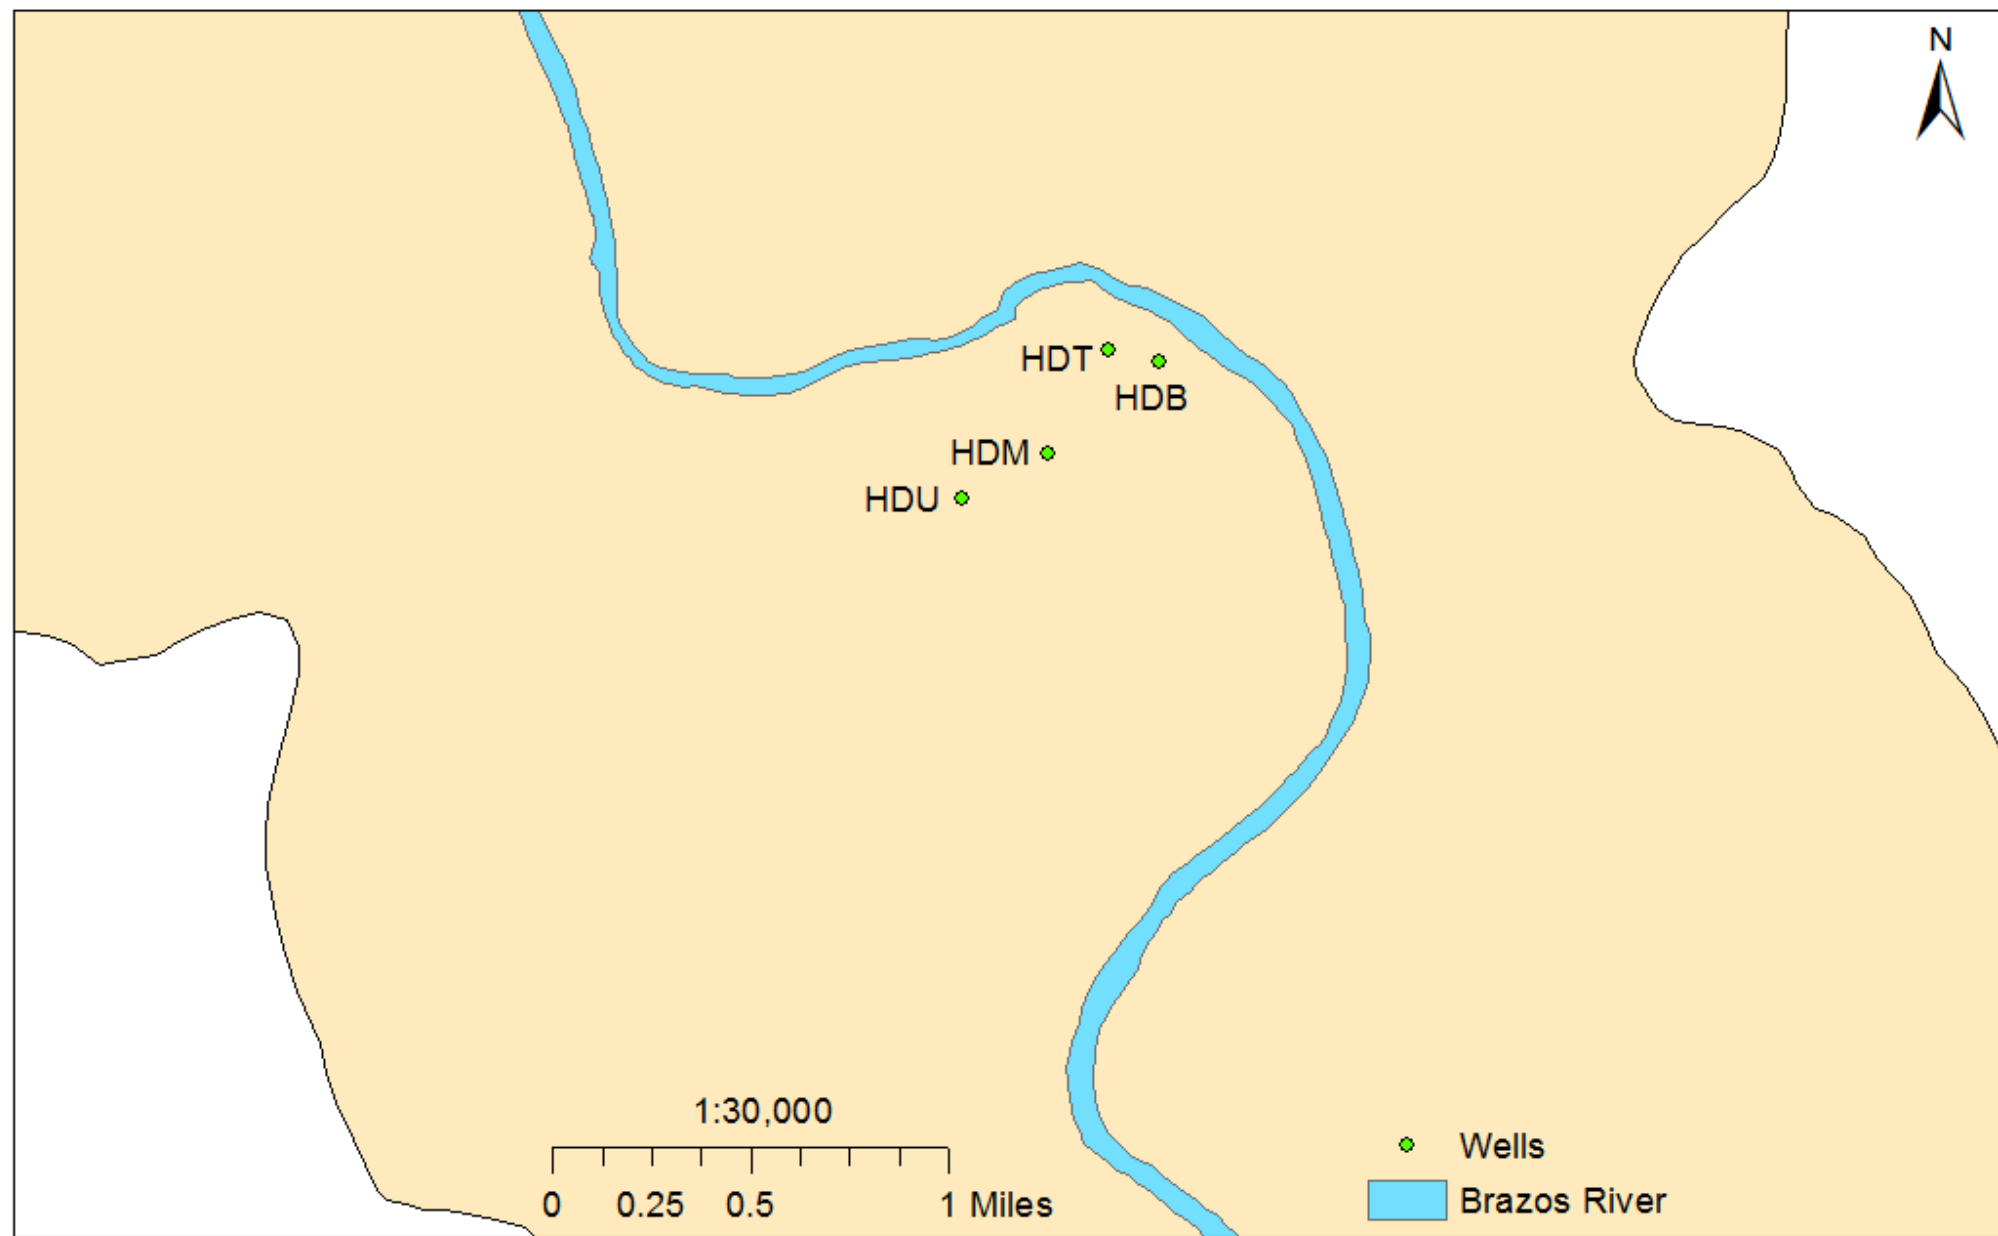 N
HDT
HDB
HDM
HDU
1:30,000
0 0.25 0.5 1 Miles
Wells
Brazos River